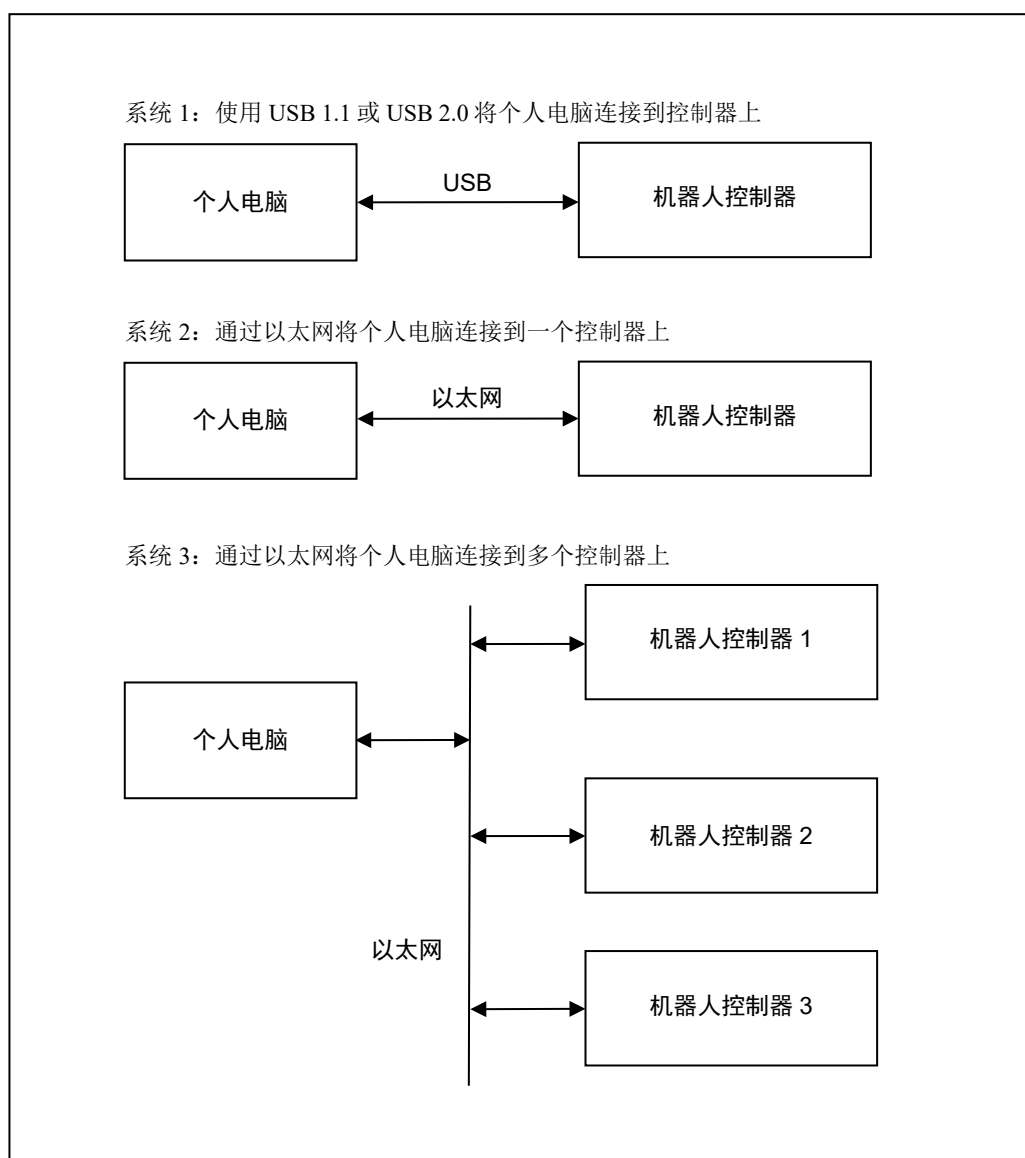 系统 1：使用 USB 1.1 或 USB 2.0 将个人电脑连接到控制器上
个人电脑
USB
机器人控制器
系统 2：通过以太网将个人电脑连接到一个控制器上
个人电脑
以太网
机器人控制器
系统 3：通过以太网将个人电脑连接到多个控制器上
机器人控制器 1
个人电脑
机器人控制器 2
以太网
机器人控制器 3